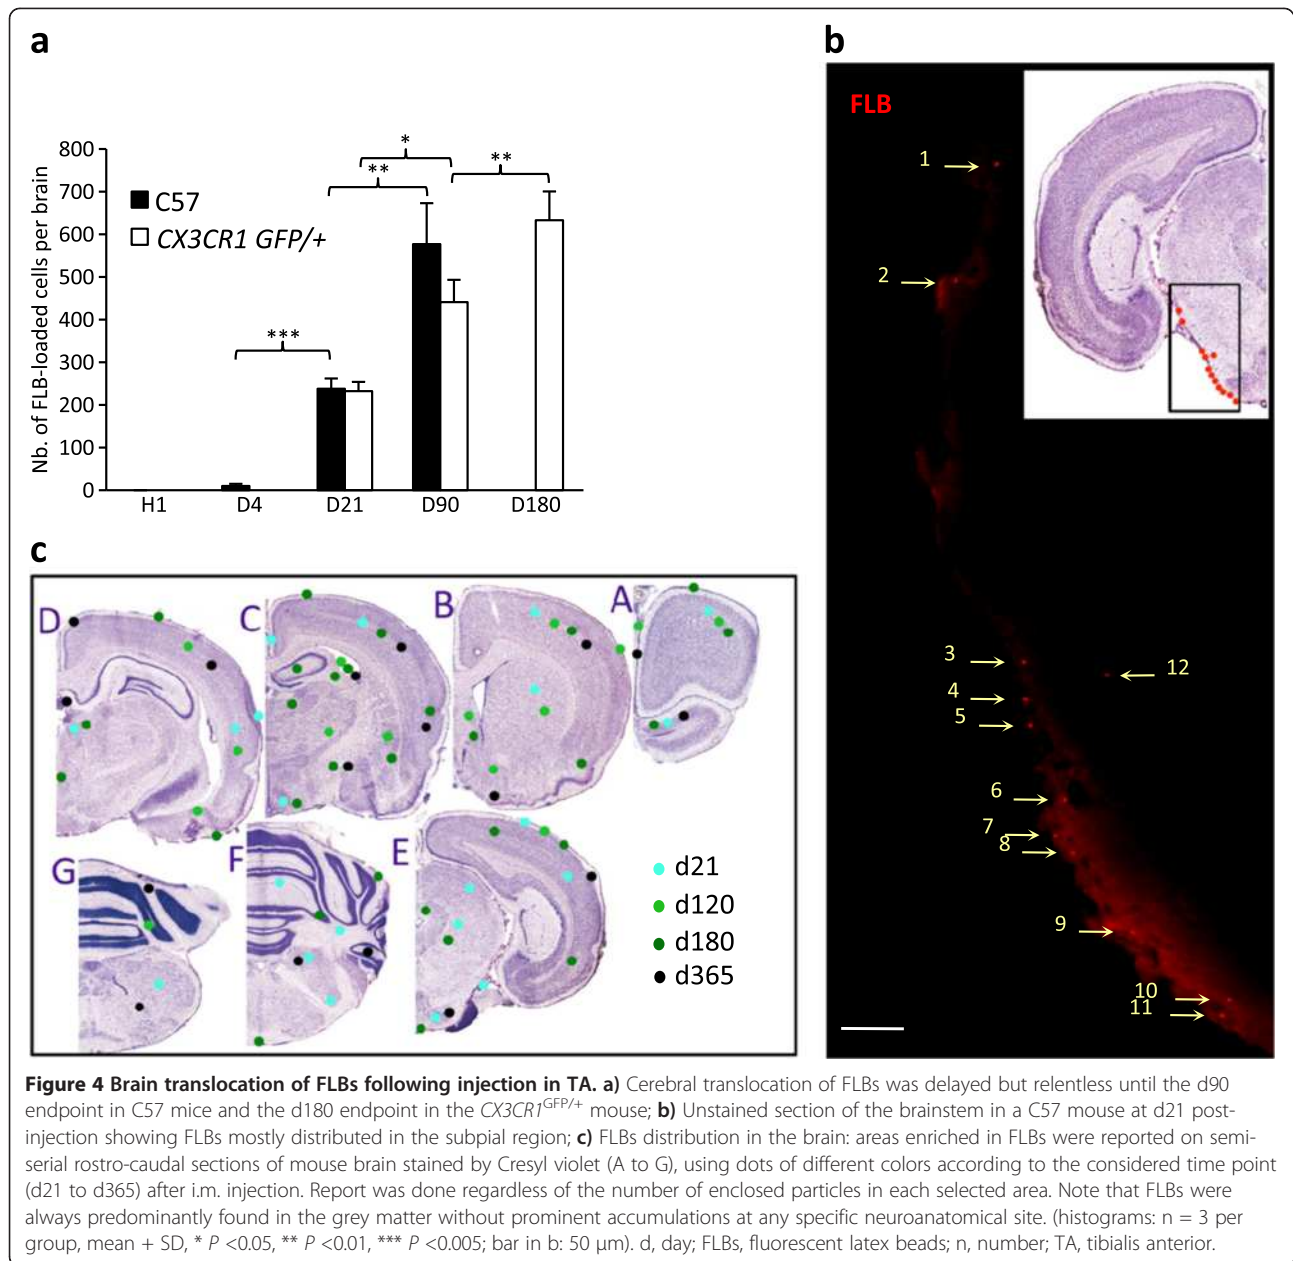 a
Nb. of FLB-loaded cells per brain
800
700
600
500
400
300
200
100
0
C57
CX3CR1 GFP/+
***
**
*
**
H1 D4 D21 D90 D180
b
FLB
1
2
3
4
5
6
7
8
9
10
11
12
c
D C B A
G F E
d21
d120
d180
d365
Figure 4 Brain translocation of FLBs following injection in TA. a) Cerebral translocation of FLBs was delayed but relentless until the d90
endpoint in C57 mice and the d180 endpoint in the CX3CR1GFP/+ mouse; b) Unstained section of the brainstem in a C57 mouse at d21 post-
injection showing FLBs mostly distributed in the subpial region; c) FLBs distribution in the brain: areas enriched in FLBs were reported on semi-
serial rostro-caudal sections of mouse brain stained by Cresyl violet (A to G), using dots of different colors according to the considered time point
(d21 to d365) after i.m. injection. Report was done regardless of the number of enclosed particles in each selected area. Note that FLBs were
always predominantly found in the grey matter without prominent accumulations at any specific neuroanatomical site. (histograms: n = 3 per
group, mean + SD, * P <0.05, ** P <0.01, *** P <0.005; bar in b: 50 μm). d, day; FLBs, fluorescent latex beads; n, number; TA, tibialis anterior.